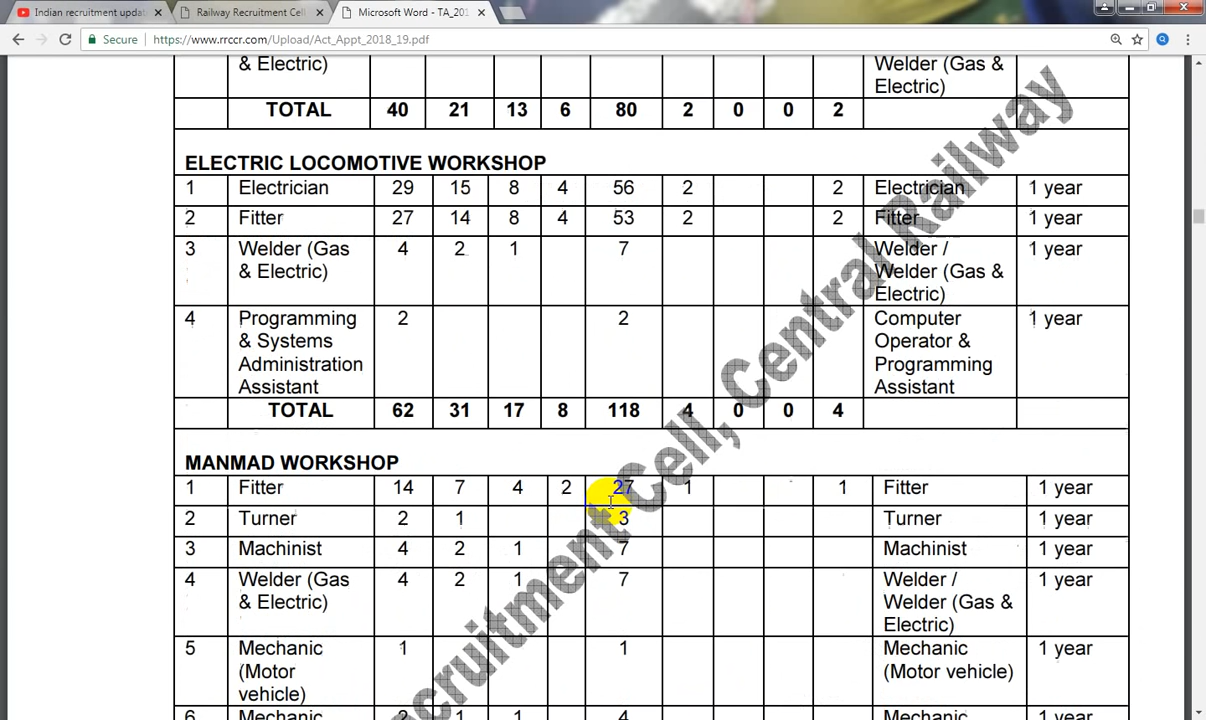 Indian recruitment updat × Railway Recruitment Cel × Microsoft Word - TA_201 ×
Secure https://www.rrccr.com/Upload/Act_Appt_2018_19.pdf
& Electric) Welder (Gas &
Electric)
TOTAL 40 21 13 6 80 2 0 0 2
ELECTRIC LOCOMOTIVE WORKSHOP
1 Electrician 29 15 8 4 56 2 2 Electrician 1 year
2 Fitter 27 14 8 4 53 2 2 Fitter 1 year
3 Welder (Gas 4 2 1 7 Welder / 1 year
& Electric) Welder (Gas &
Electric)
4 Programming 2 2 Computer 1 year
& Systems Operator &
Administration Programming
Assistant Assistant
TOTAL 62 31 17 8 118 4 0 0 4
MANMAD WORKSHOP
1 Fitter 14 7 4 2 27 1 1 Fitter 1 year
2 Turner 2 1 3 Turner 1 year
3 Machinist 4 2 1 7 Machinist 1 year
4 Welder (Gas 4 2 1 7 Welder / 1 year
& Electric) Welder (Gas &
Electric)
5 Mechanic 1 1 Mechanic 1 year
(Motor (Motor vehicle)
vehicle)
6 Mechanic 2 1 1 4 Mechanic 1 year
ecruitment Cell, Central Railway